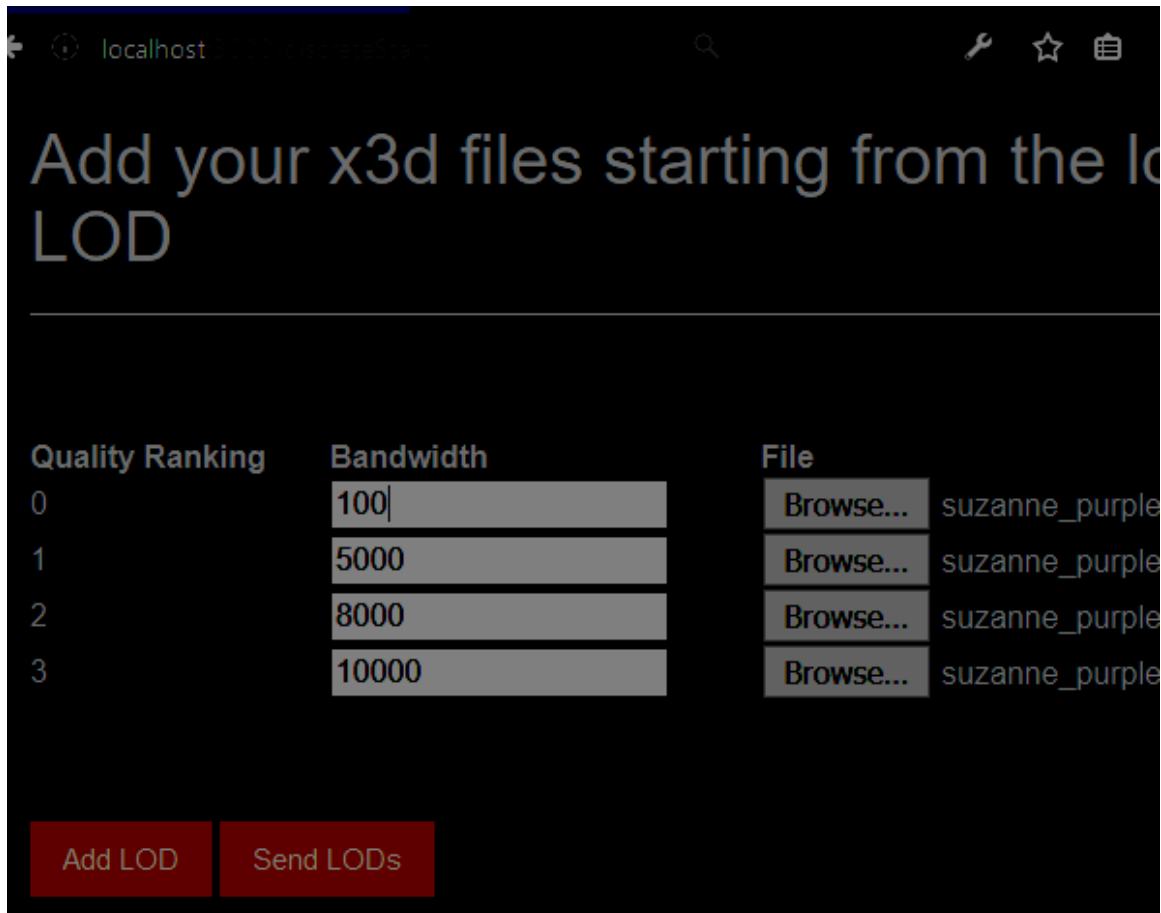 localhost
Add your x3d files starting from the lo
LOD
Quality Ranking Bandwidth File
0 100 Browse... suzanne_purple
1 5000 Browse... suzanne_purple
2 8000 Browse... suzanne_purple
3 10000 Browse... suzanne_purple
Add LOD Send LODs